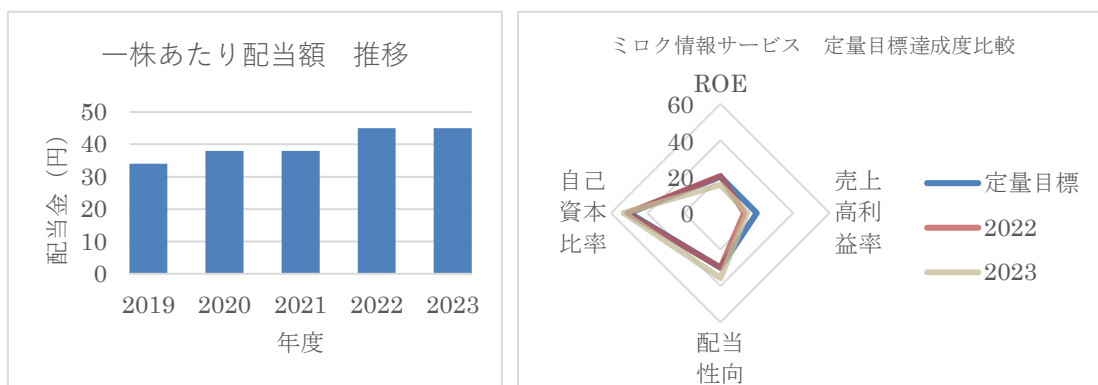 一株あたり配当額　推移
50
40
30
20
10
0
配当金（円）
2019 2020 2021 2022 2023
年度
ミロク情報サービス　定量目標達成度比較
ROE
60
40
20
0
売上
高利
益率
配当
性向
自己
資本
比率
定量目標
2022
2023